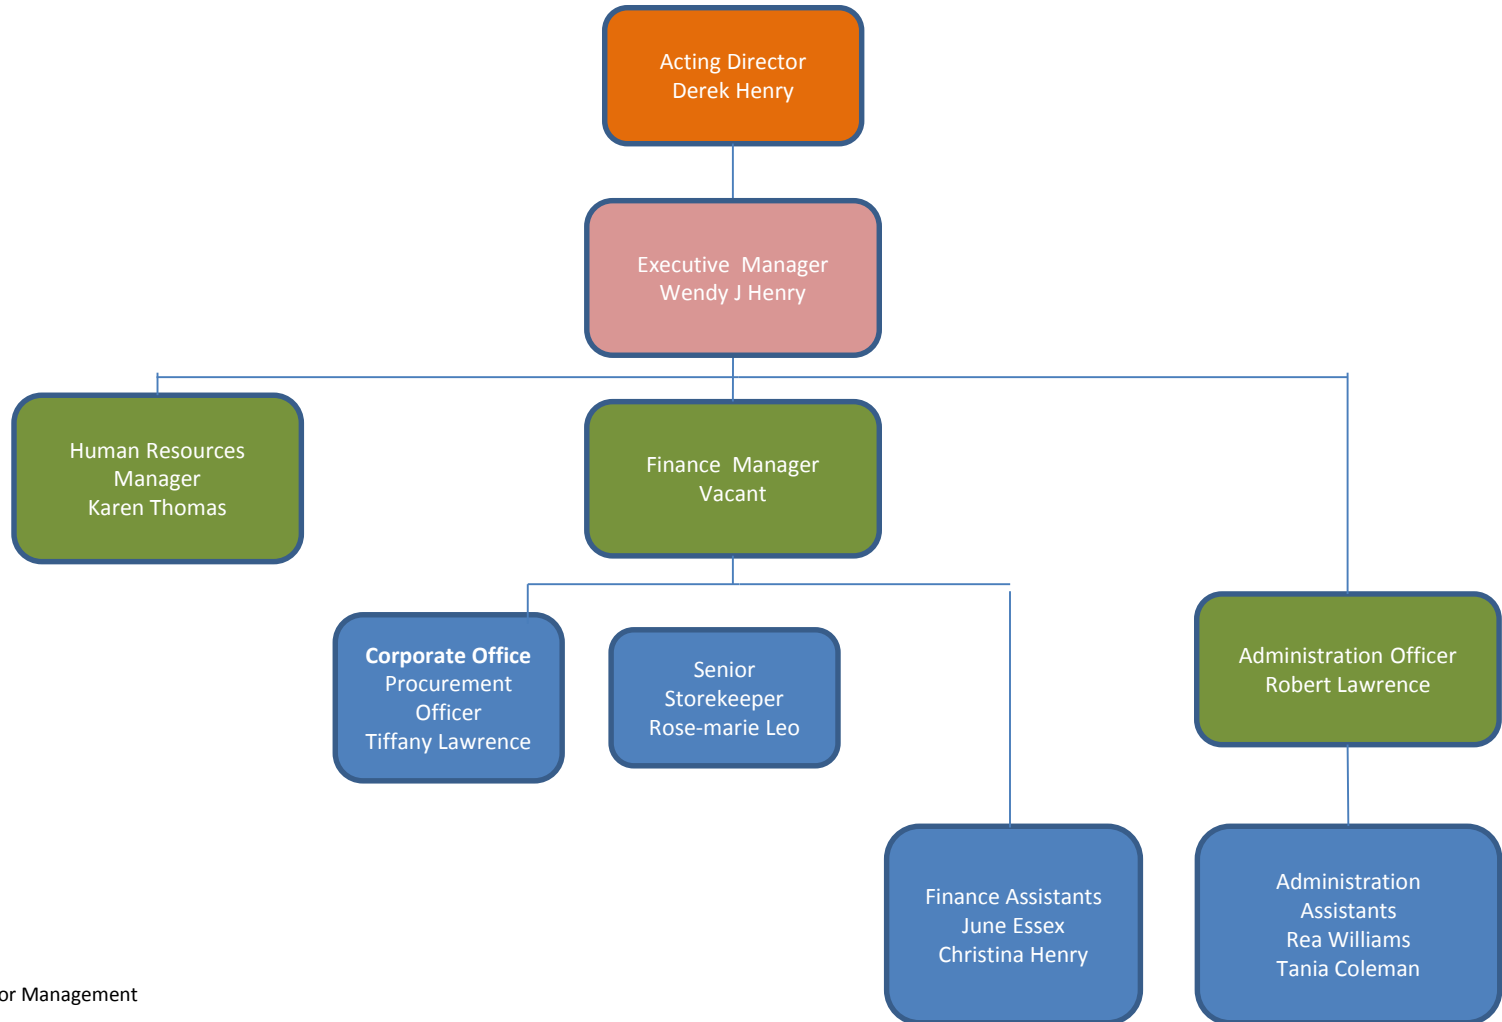 Acting Director
Derek Henry
Executive  Manager
Wendy J Henry
Human Resources
Manager
Karen Thomas
Finance  Manager
Vacant
Corporate Office
Procurement
Officer
Tiffany Lawrence
Senior
Storekeeper
Rose-marie Leo
Administration Officer
Robert Lawrence
Finance Assistants
June Essex
Christina Henry
Administration
Assistants
Rea Williams
Tania Coleman
or Management